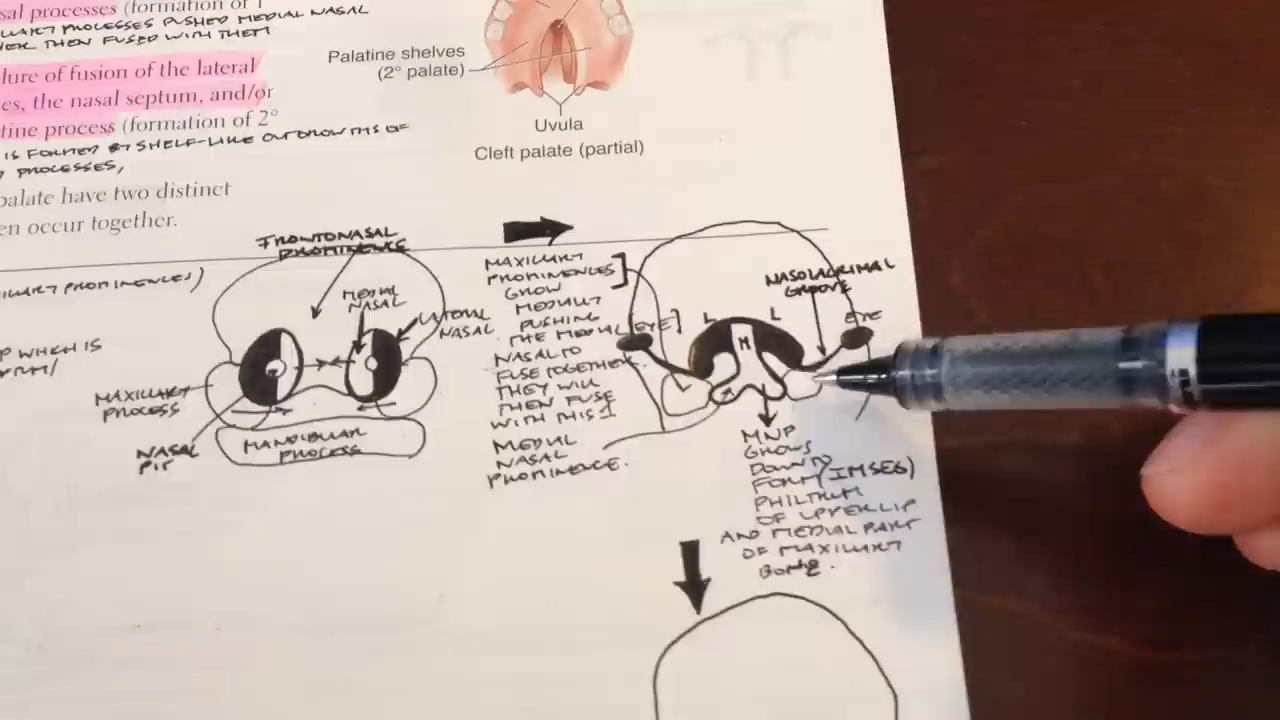 sal processes (formation of 1
PROCESSES PUSHED MEDIAL NASAL
THEN FUSED WITH THEM
lure of fusion of the lateral
es, the nasal septum, and/or
tine process (formation of 2°
IS FORMED BY SHELF-LIKE OUTGROWTHS OF
PROCESSES,
palate have two distinct
en occur together.
Palatine shelves
(2° palate)
Uvula
Cleft palate (partial)
PROMINENCES)
P WHICH IS
FRONTONASAL
PROMINENCE
MEDIAL
NASAL
LATERAL
NASAL
MAXILLARY
PROCESS
NASAL
PIT
MANDIBULAR
PROCESS
MAXILLARY
PROMINENCES
GROW
MEDIALLY
PUSHING
THE MEDIAL
NASAL TO
FUSE TOGETHER.
THEY WILL
THEN FUSE
WITH THIS
MEDIAL
NASAL
PROMINENCE.
EYE
L
L
M
NASOLACRIMAL
GROOVE
EYE
MNP
GROWS
DOWN TO
FORM (IMSEG)
PHILTRUM
OF UPPER LIP
AND MEDIAL PART
OF MAXILLARY